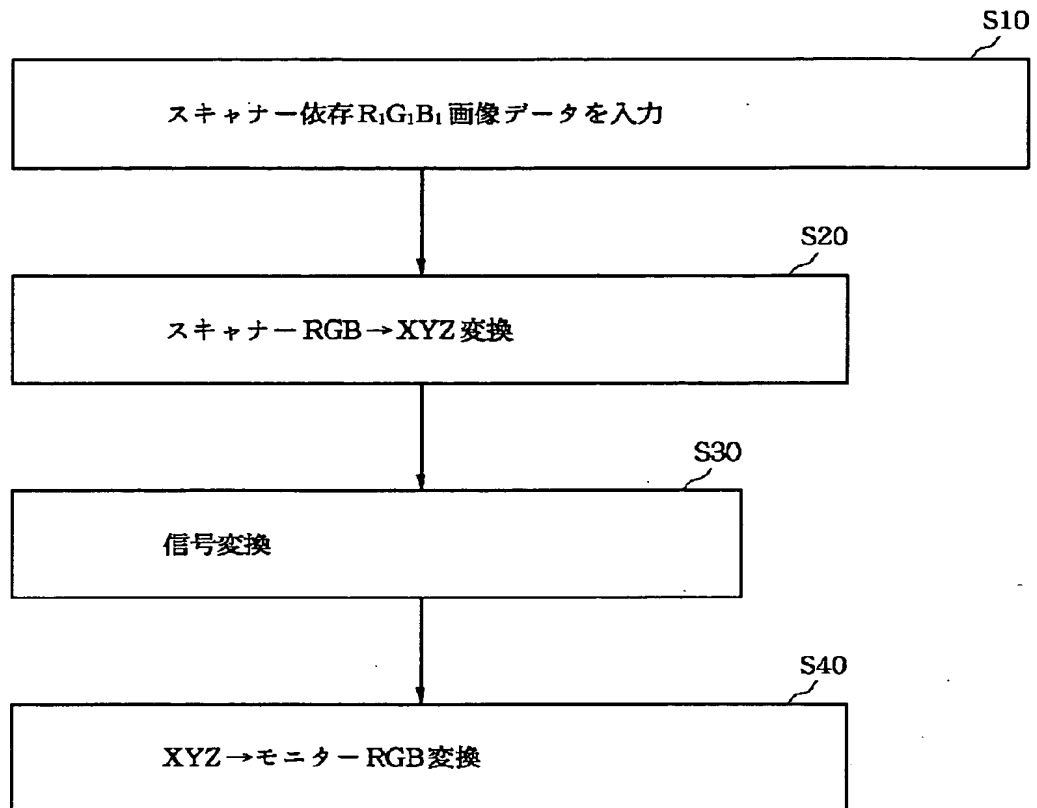 S10
スキャナー依存R₁G₁B₁画像データを入力
S20
スキャナーRGB→XYZ変換
S30
信号変換
S40
XYZ→モニターRGB変換